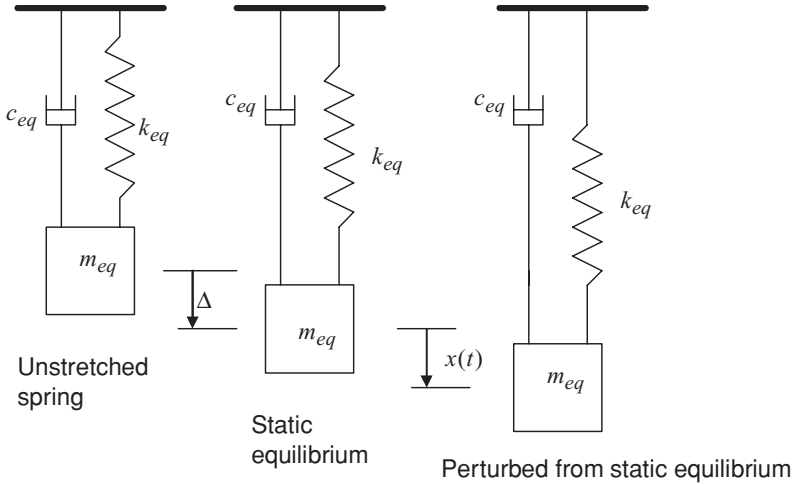 c_eq
k_eq
m_eq
Unstretched
spring
Δ
c_eq
k_eq
m_eq
Static
equilibrium
x(t)
c_eq
k_eq
m_eq
Perturbed from static equilibrium